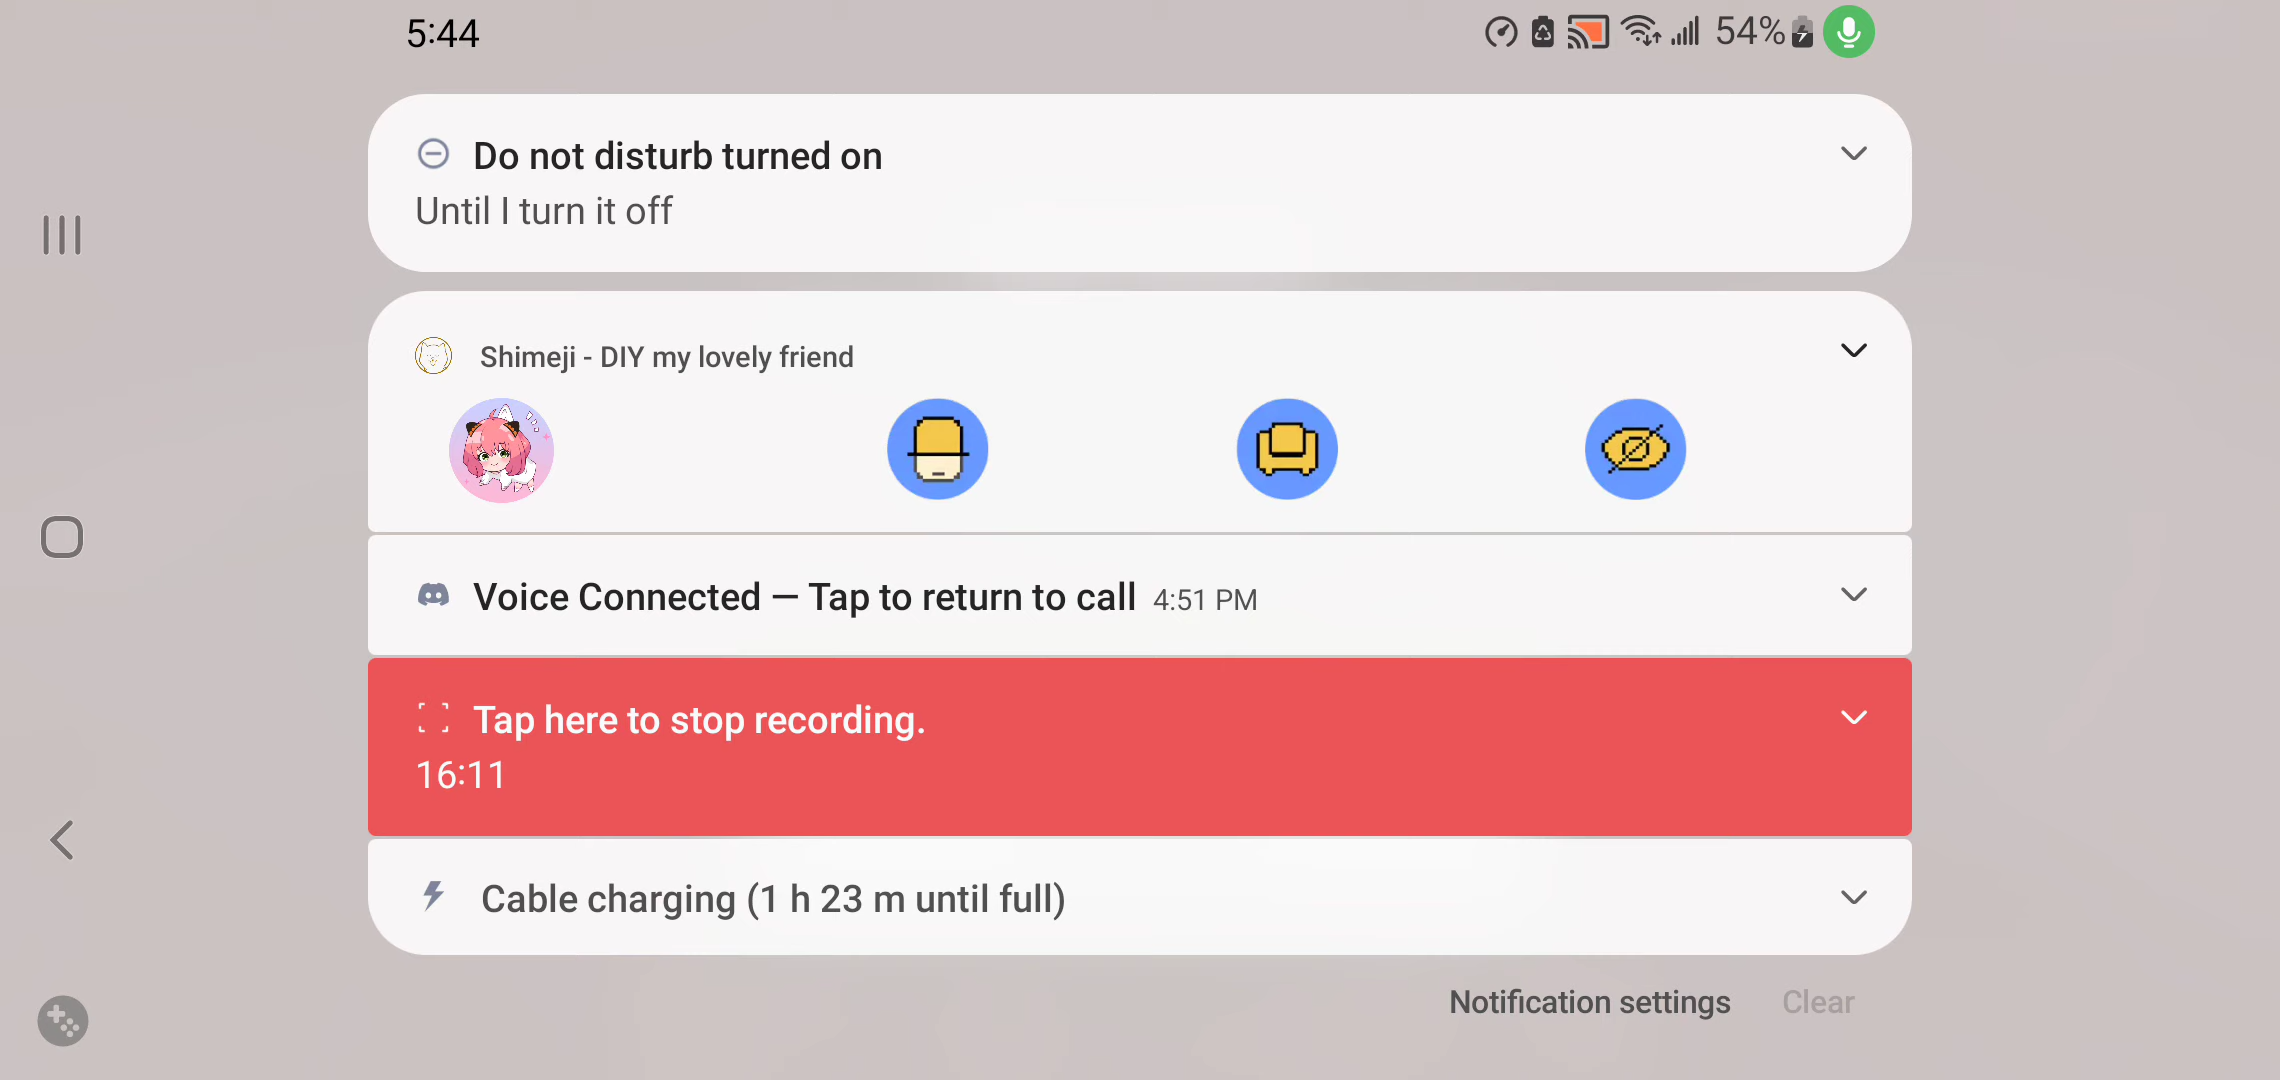 5:44
54%
Do not disturb turned on
Until I turn it off
Shimeji - DIY my lovely friend
Voice Connected — Tap to return to call 4:51 PM
Tap here to stop recording.
16:11
Cable charging (1 h 23 m until full)
Notification settings Clear